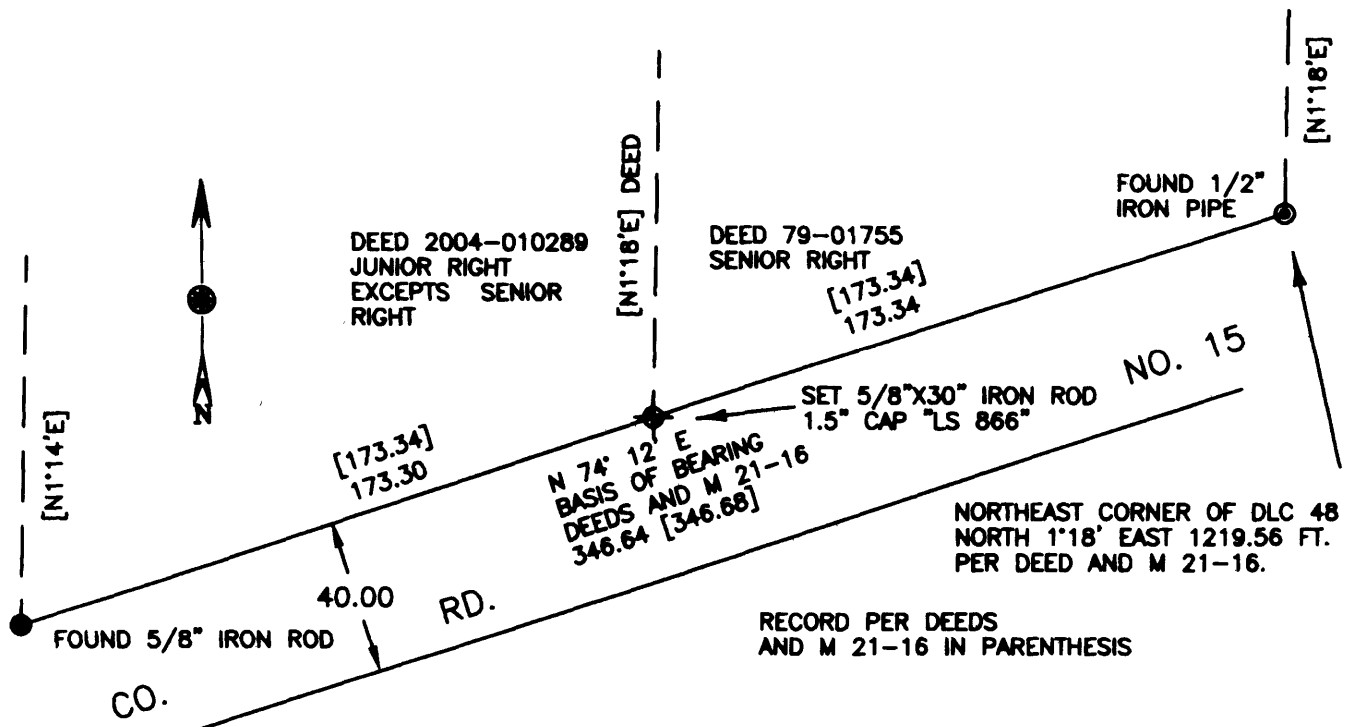 [N1°18'E]
FOUND 1/2"
IRON PIPE
DEED 2004-010289
JUNIOR RIGHT
EXCEPTS SENIOR
RIGHT
[N1°18'E] DEED
DEED 79-01755
SENIOR RIGHT
[173.34]
173.34
N
NO. 15
SET 5/8"X30" IRON ROD
1.5" CAP "LS 866"
[N1°14'E]
[173.34]
173.30
N 74° 12' E
BASIS OF BEARING
DEEDS AND M 21-16
346.64 [346.68]
NORTHEAST CORNER OF DLC 48
NORTH 1°18' EAST 1219.56 FT.
PER DEED AND M 21-16.
40.00
RD.
FOUND 5/8" IRON ROD
RECORD PER DEEDS
AND M 21-16 IN PARENTHESIS
CO.